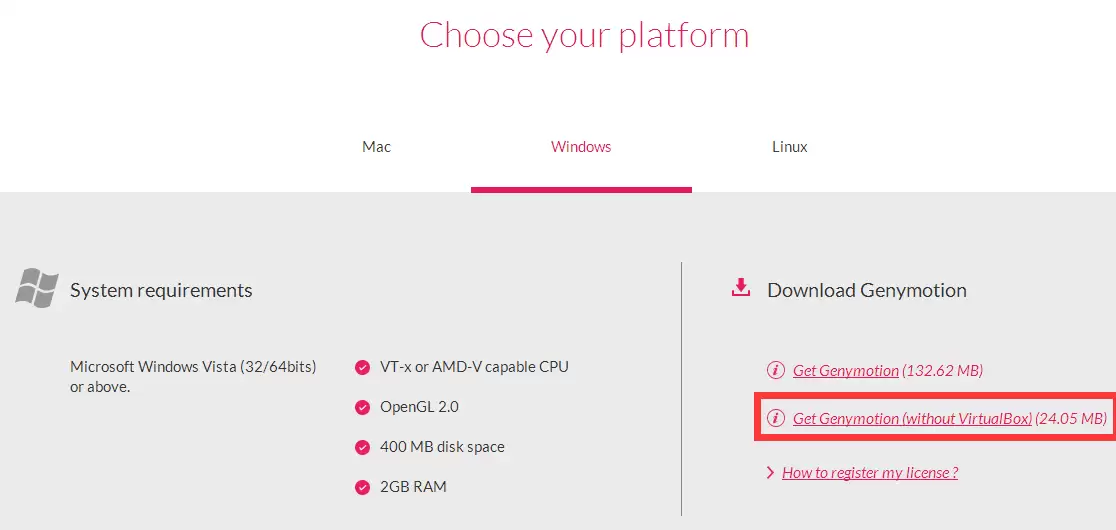 Choose your platform
Mac
Windows
Linux
System requirements
Microsoft Windows Vista (32/64bits)
or above.
VT-x or AMD-V capable CPU
OpenGL 2.0
400 MB disk space
2GB RAM
Download Genymotion
Get Genymotion (132.62 MB)
Get Genymotion (without VirtualBox) (24.05 MB)
How to register my license ?